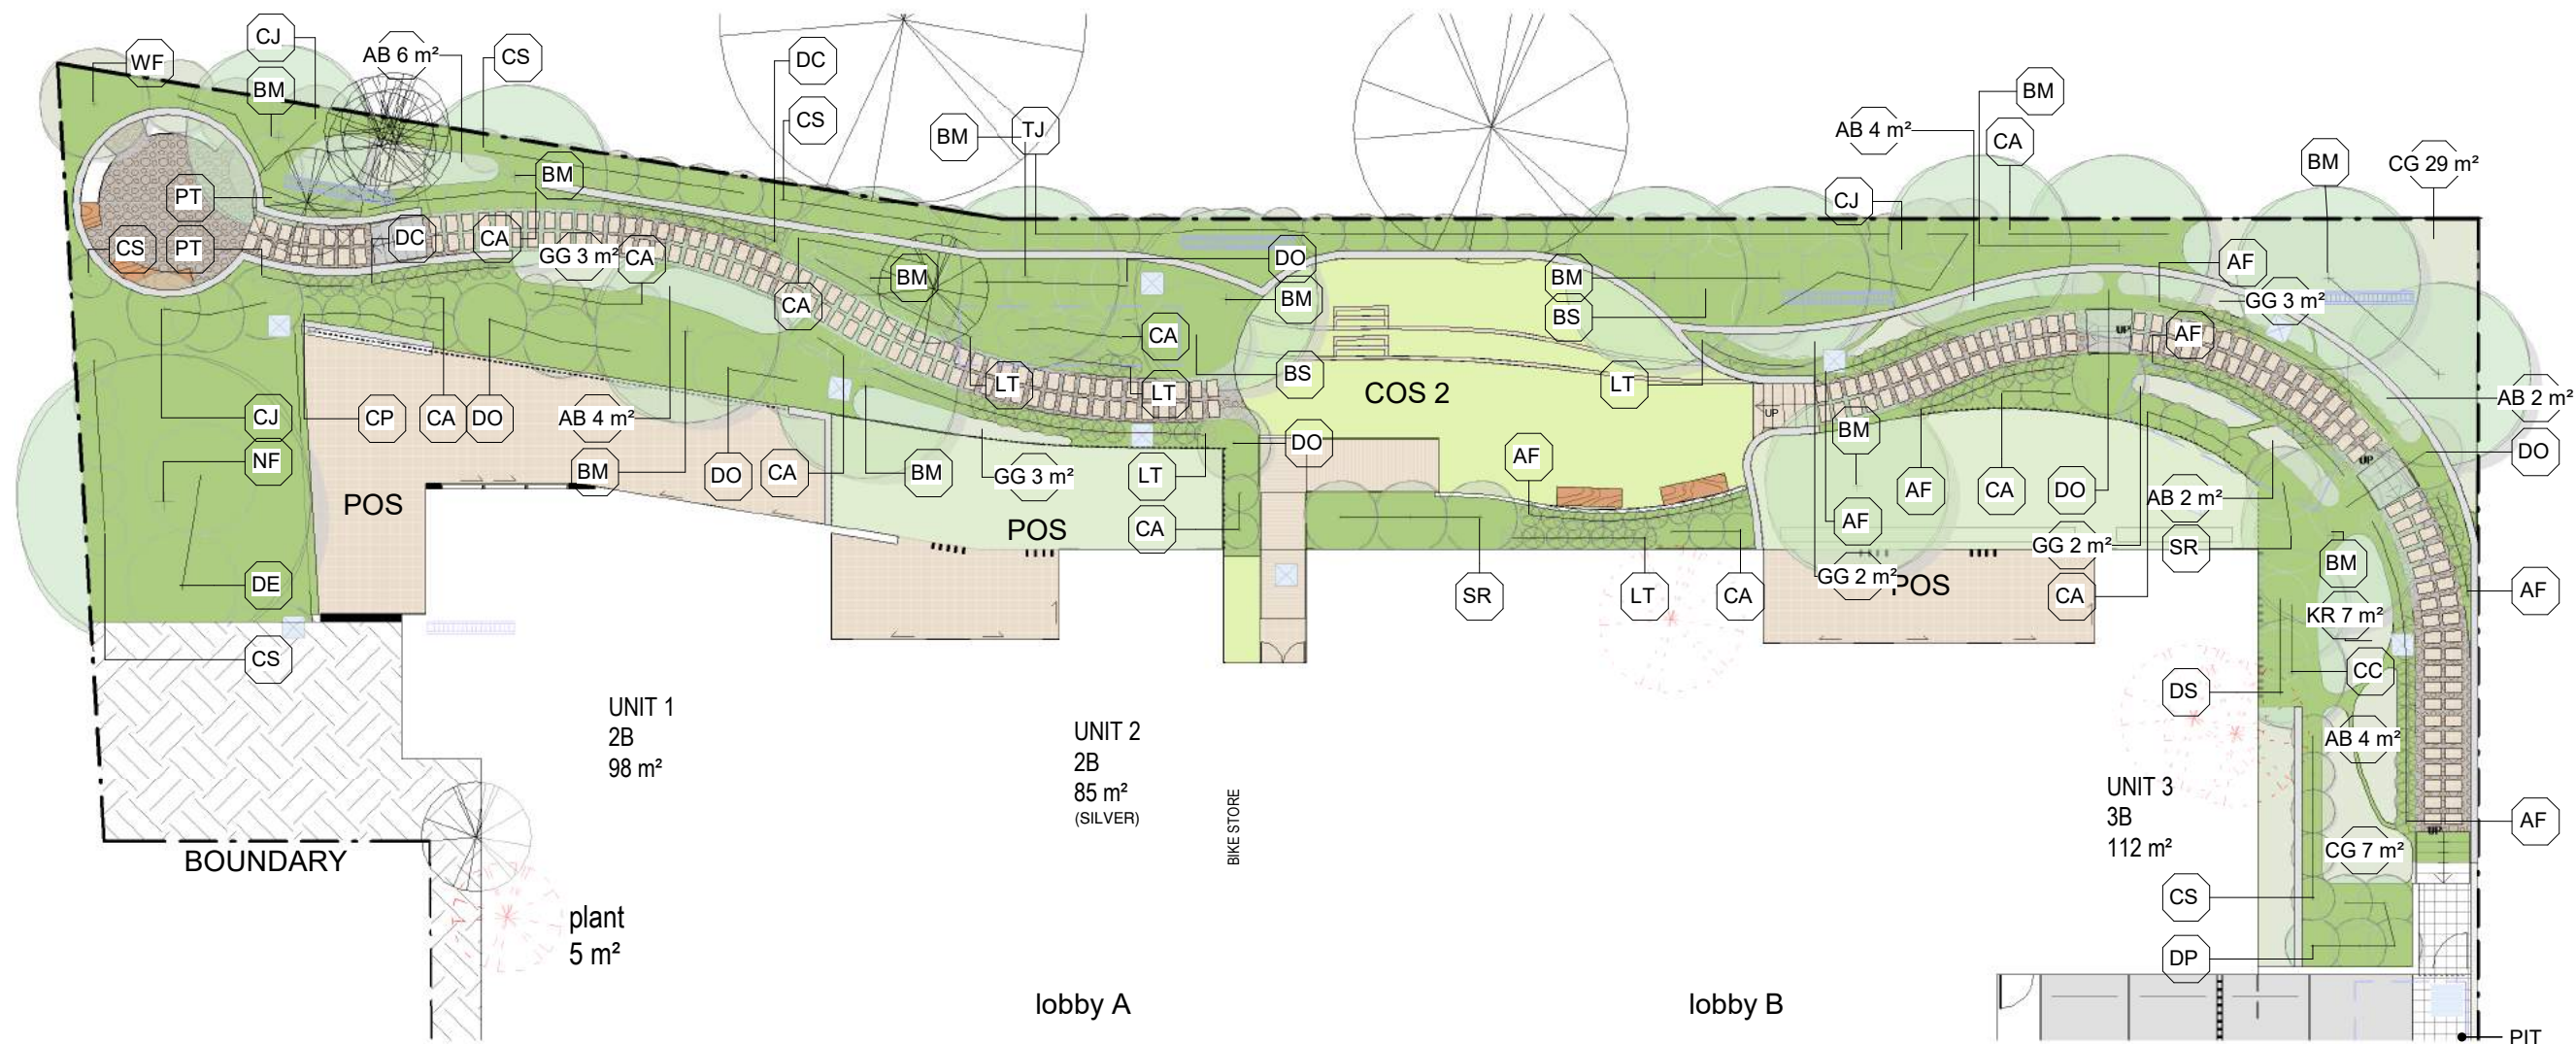 CJ
WF
AB 6 m²
CS
DC
BM
BM
CS
BM
TJ
AB 4 m²
CA
BM
CG 29 m²
BM
PT
CJ
CS
PT
DC
CA
GG 3 m²
CA
BM
DO
BM
BM
AF
GG 3 m²
CA
BS
CA
UP
AF
LT
LT
BS
COS 2
LT
UP
AB 2 m²
CJ
CP
CA
DO
AB 4 m²
BM
DO
DO
NF
BM
DO
CA
BM
GG 3 m²
LT
AF
AF
CA
DO
AB 2 m²
UP
POS
POS
CA
AF
GG 2 m²
SR
BM
DE
SR
LT
CA
GG 2 m²
POS
CA
AF
KR 7 m²
CS
CC
DS
UNIT 1
2B
98 m²
UNIT 2
2B
85 m²
(SILVER)
BIKE STORE
AB 4 m²
UNIT 3
3B
112 m²
AF
UP
CG 7 m²
BOUNDARY
CS
plant
5 m²
DP
lobby A
lobby B
PIT